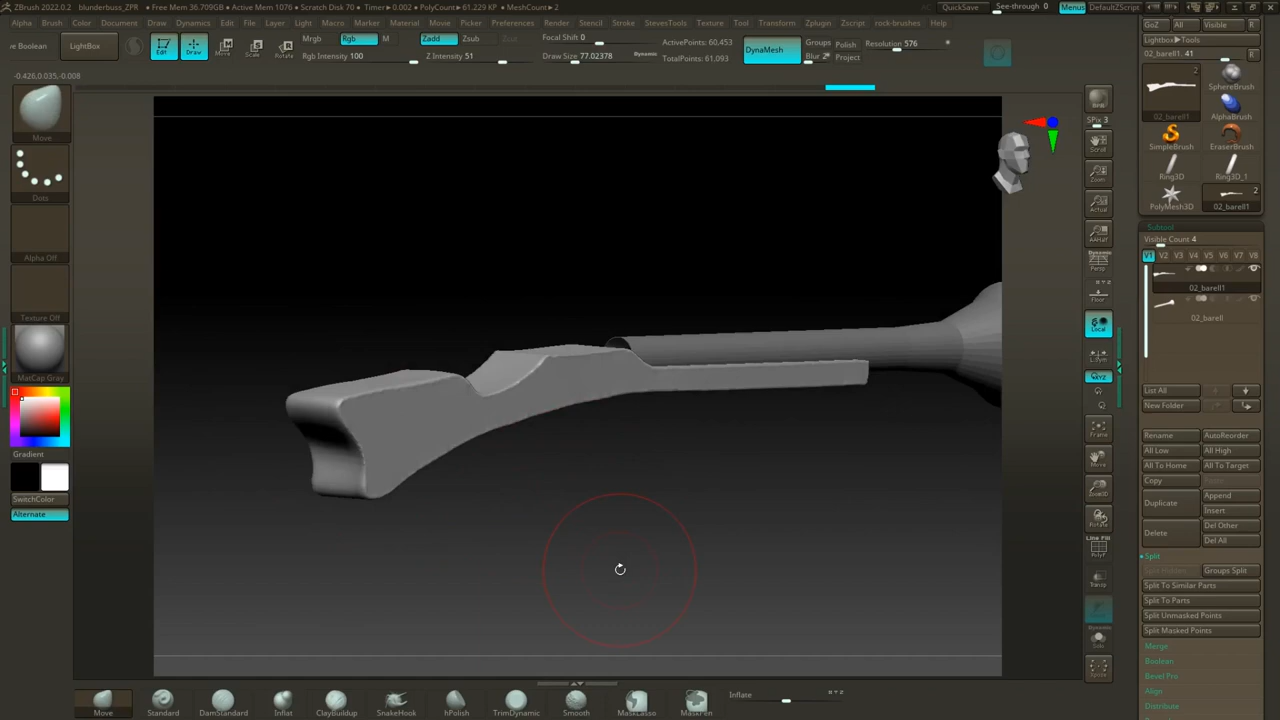 ZBrush 2022.0.2 blunderbuss_ZPR • Free Mem 36.709GB • Active Mem 1076 • Scratch Disk 70 • Timer▸0.002 • PolyCount▸61.229 KP • MeshCount▸2
AC QuickSave See-through 0 Menus DefaultZScript
Alpha Brush Color Document Draw Dynamics Edit File Layer Light Macro Marker Material Movie Picker Preferences Render Stencil Stroke StevesTools Texture Tool Transform Zplugin Zscript rock-brushes Help
GoZ All Visible R
Lightbox▸Tools
02_barell1. 41 R
ve Boolean LightBox Edit Draw Move Scale Rotate
Mrgb Rgb M
Rgb Intensity 100
Zadd Zsub
Z Intensity 51
Focal Shift 0
Draw Size 77.02378 Dynamic
ActivePoints: 60,453
TotalPoints: 61,093
DynaMesh Groups Polish
Blur 2 Project
Resolution 576
-0.426,0.035,-0.008
Move
Dots
Alpha Off
Texture Off
MatCap Gray
Gradient
SwitchColor
Alternate
BPR
SPix 3
Scroll
Zoom
Actual
AAHalf
Dynamic
Persp
Floor
Local
L.Sym
Frame
Move
Zoom3D
Rotate
Line Fill
PolyF
Transp
Dynamic
Solo
Xpose
2
02_barell1
SphereBrush
AlphaBrush
SimpleBrush
EraserBrush
Ring3D
Ring3D_1
PolyMesh3D
2
02_barell1
Subtool
Visible Count 4
V1 V2 V3 V4 V5 V6 V7 V8
02_barell1
02_barell
List All
New Folder
Rename AutoReorder
All Low All High
All To Home All To Target
Copy
Duplicate Append
Insert
Delete Del Other
Del All
Split
Split Hidden Groups Split
Split To Similar Parts
Split To Parts
Split Unmasked Points
Split Masked Points
Merge
Boolean
Bevel Pro
Align
Distribute
Move Standard DamStandard Inflat ClayBuildup SnakeHook hPolish TrimDynamic Smooth MaskLasso MaskPen
Inflate